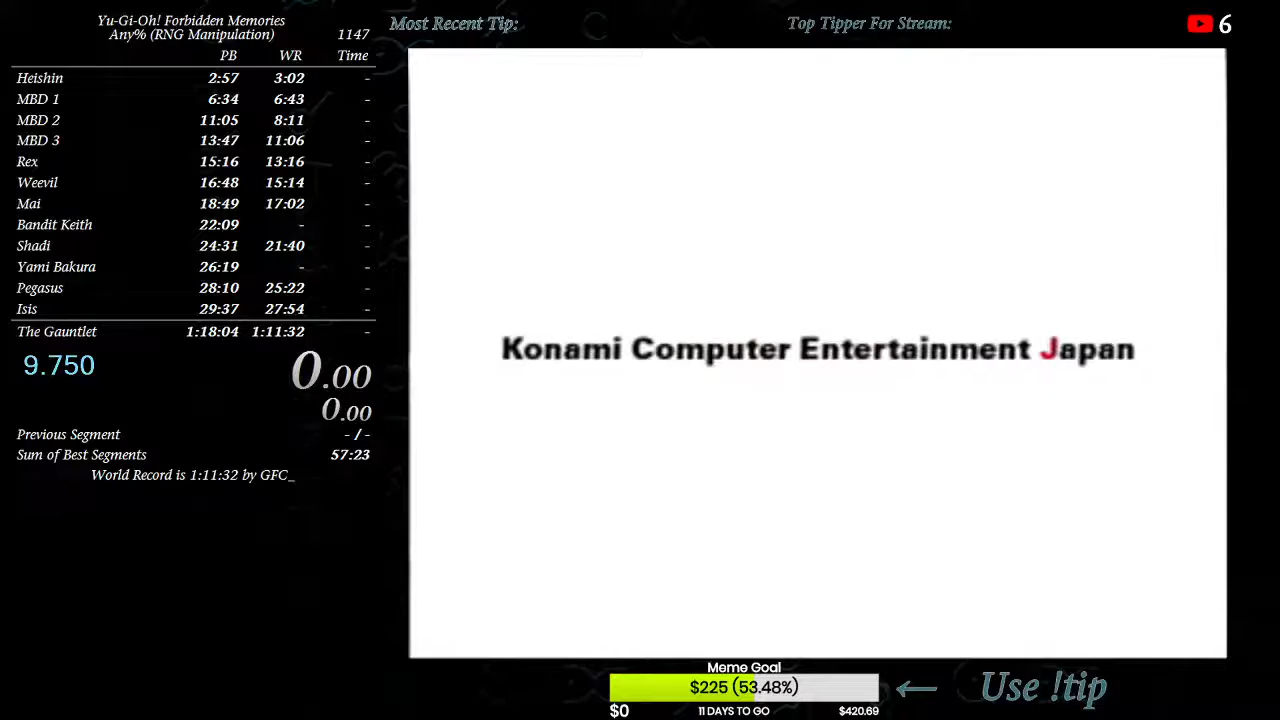 Yu-Gi-Oh! Forbidden Memories
Any% (RNG Manipulation) 1147
PB WR Time
Heishin 2:57 3:02 -
MBD 1 6:34 6:43 -
MBD 2 11:05 8:11 -
MBD 3 13:47 11:06 -
Rex 15:16 13:16 -
Weevil 16:48 15:14 -
Mai 18:49 17:02 -
Bandit Keith 22:09 - -
Shadi 24:31 21:40 -
Yami Bakura 26:19 - -
Pegasus 28:10 25:22 -
Isis 29:37 27:54 -
The Gauntlet 1:18:04 1:11:32 -
9.750 0.00
0.00
Previous Segment - / -
Sum of Best Segments 57:23
World Record is 1:11:32 by GFC_
Most Recent Tip: Top Tipper For Stream: 6
Konami Computer Entertainment Japan
Meme Goal
$225 (53.48%)
$0 11 DAYS TO GO $420.69
Use !tip